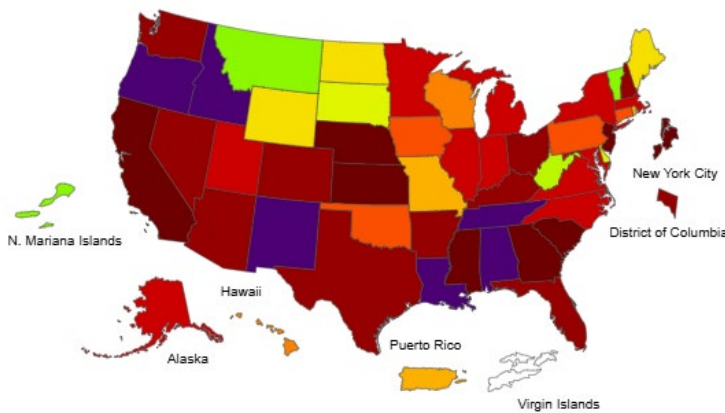 New York City
District of Columbia
N. Mariana Islands
Hawaii
Puerto Rico
Alaska
Virgin Islands